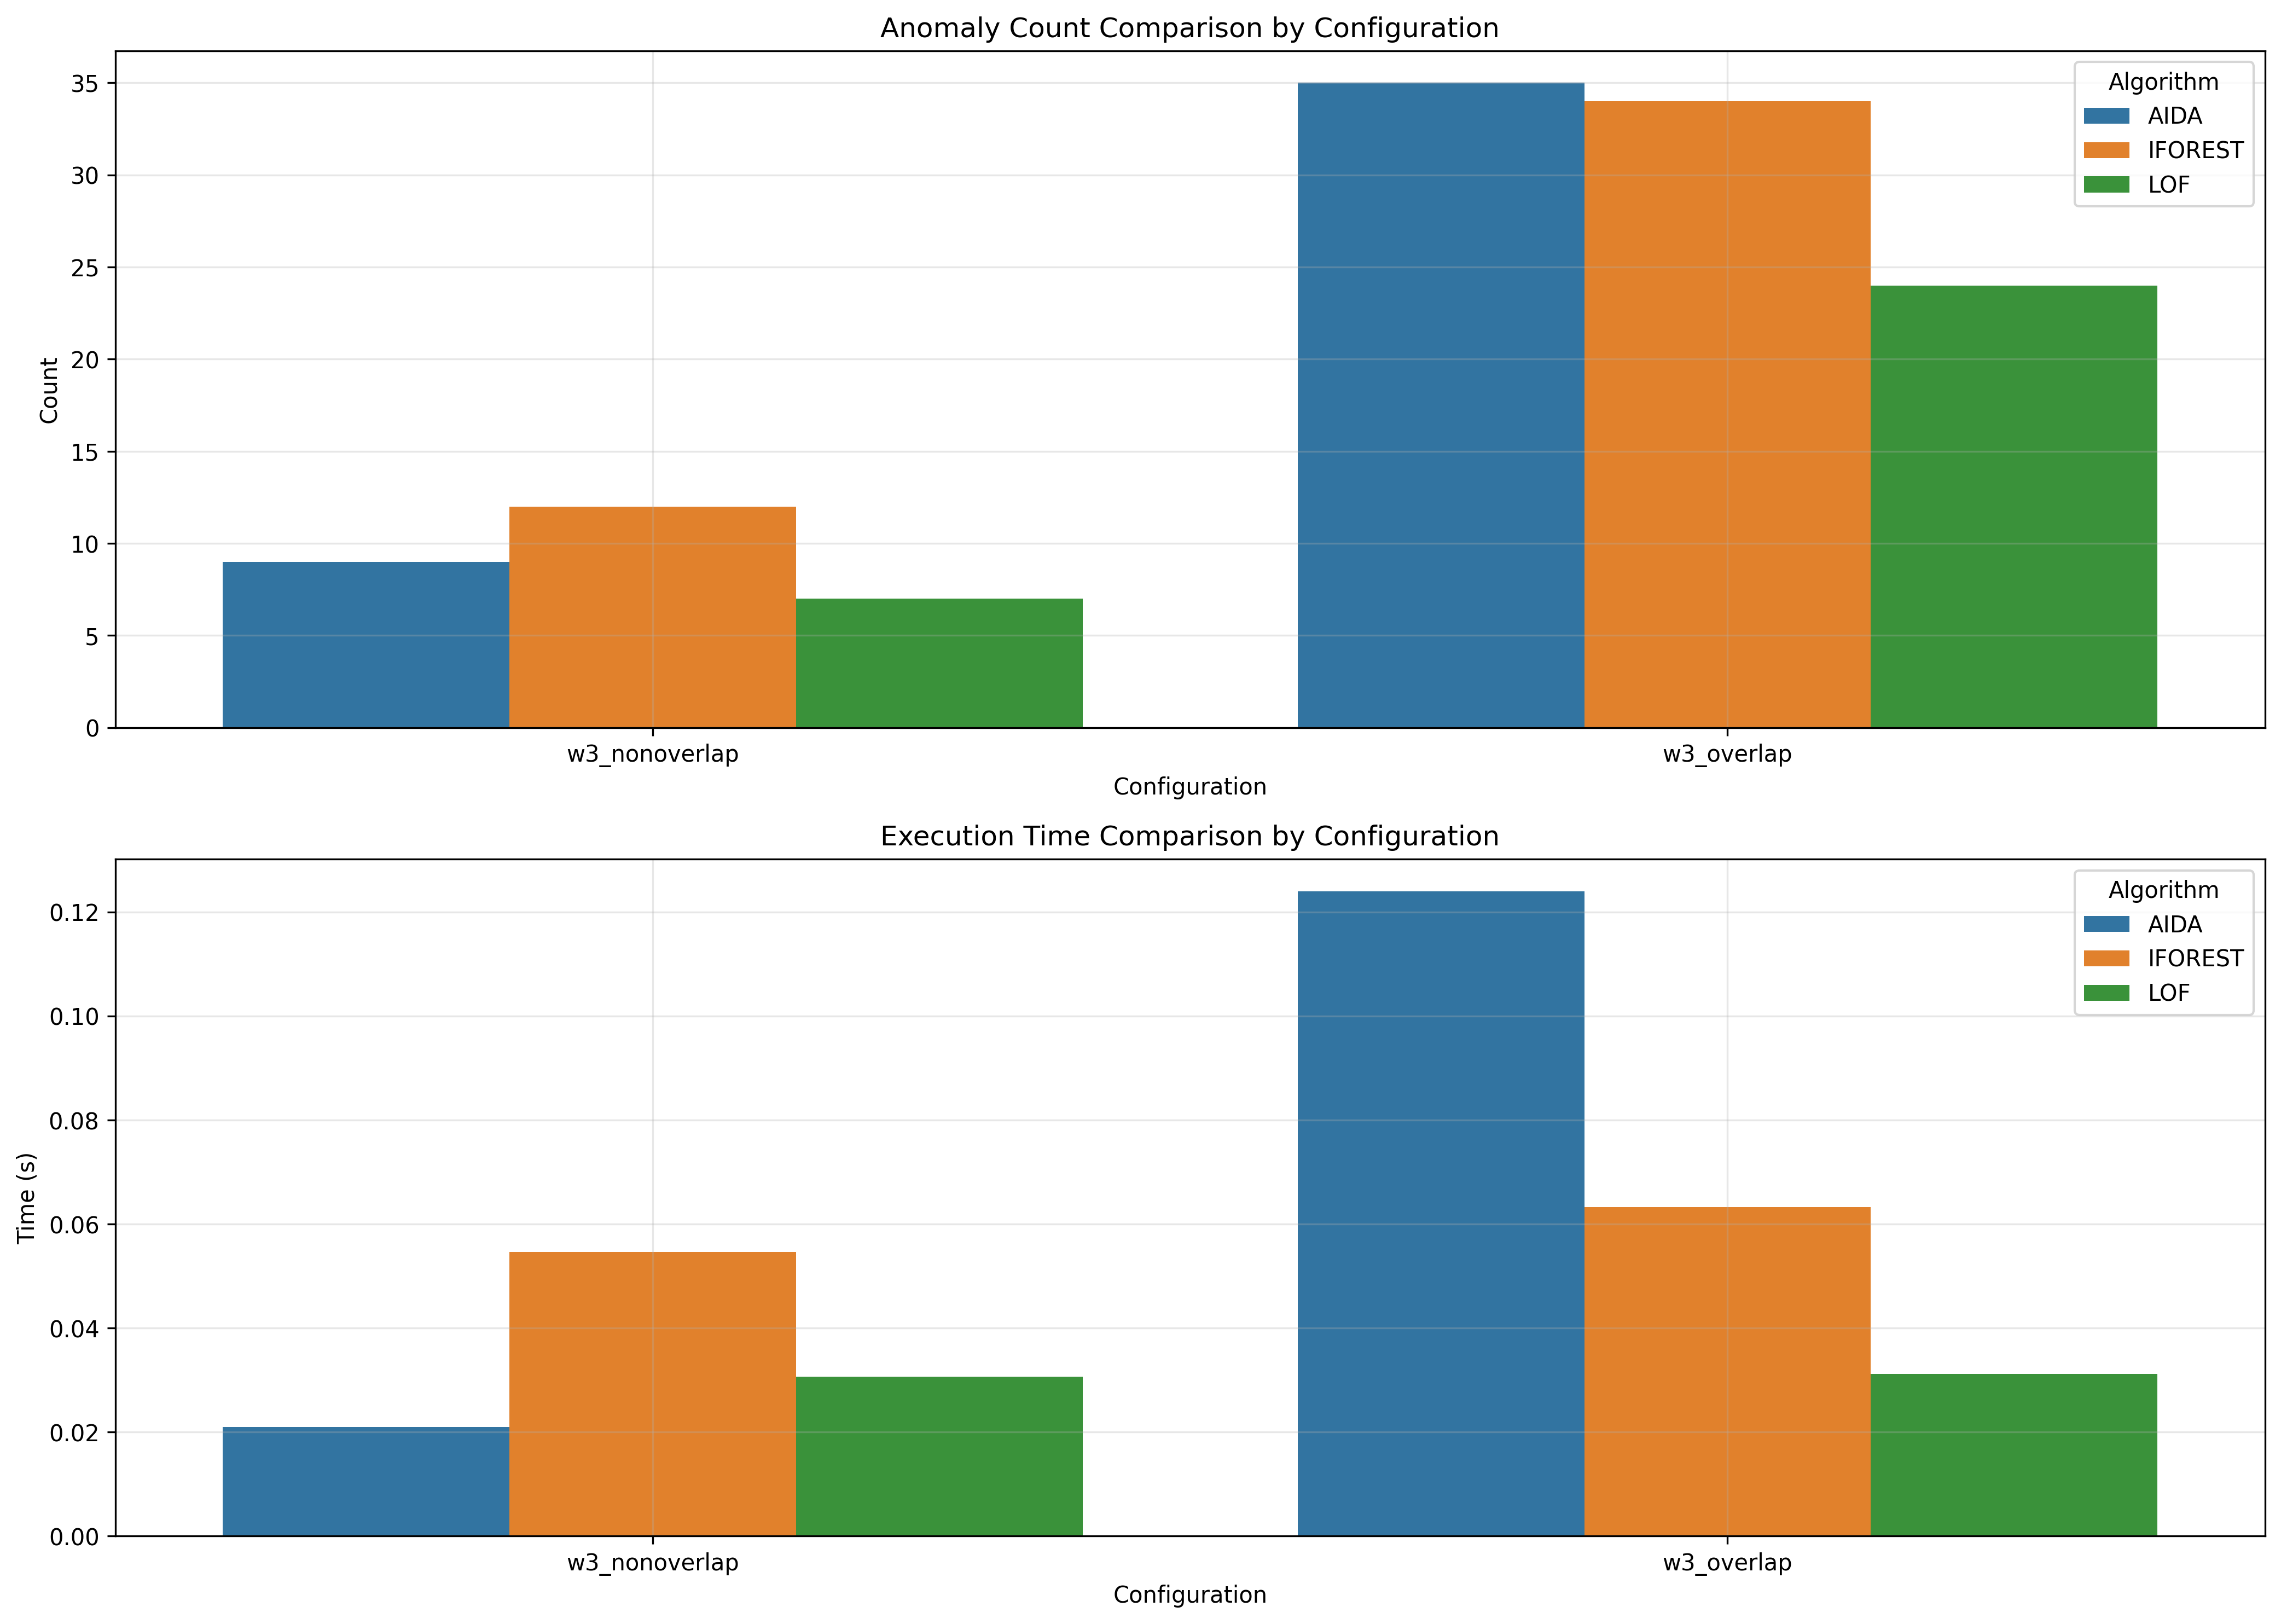 Anomaly Count Comparison by Configuration
35
30
25
20
15
10
5
0
Count
Algorithm
AIDA
IFOREST
LOF
w3_nonoverlap
w3_overlap
Configuration
Execution Time Comparison by Configuration
0.12
0.10
0.08
0.06
0.04
0.02
0.00
Time (s)
Algorithm
AIDA
IFOREST
LOF
w3_nonoverlap
w3_overlap
Configuration